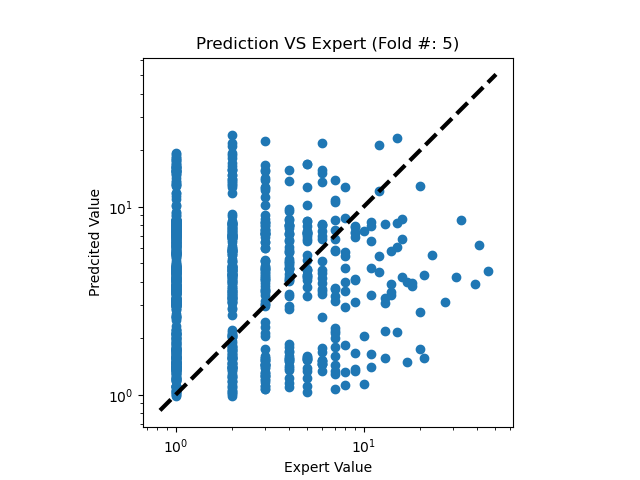 Prediction VS Expert (Fold #: 5)
Predcited Value
10¹
10⁰
10⁰ 10¹
Expert Value